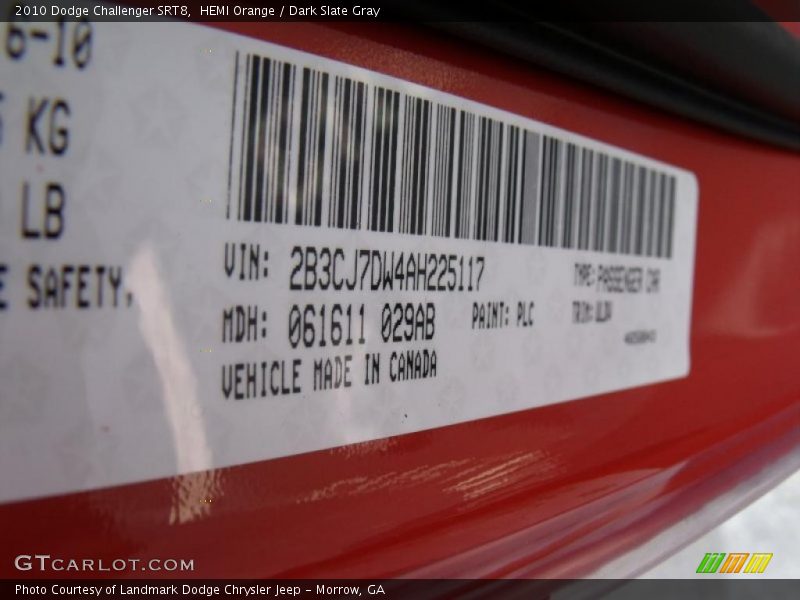 2010 Dodge Challenger SRT8, HEMI Orange / Dark Slate Gray
6-10
KG
LB
E SAFETY.
VIN: 2B3CJ7DW4AH225117
TYPE: PASSENGER CAR
MDH: 061611 029AB
PAINT: PLC
TRIM:
VEHICLE MADE IN CANADA
GTCARLOT.COM
Photo Courtesy of Landmark Dodge Chrysler Jeep - Morrow, GA